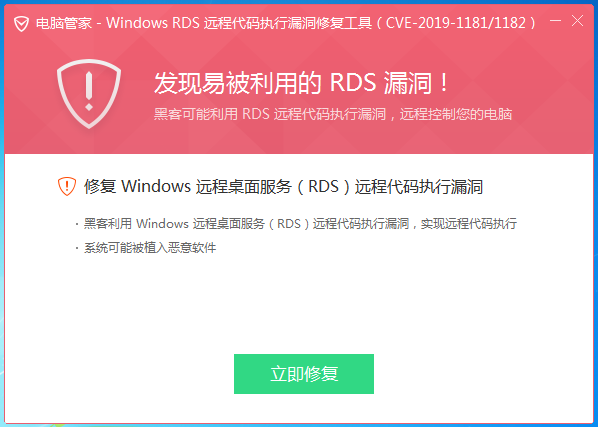 电脑管家 - Windows RDS 远程代码执行漏洞修复工具（CVE-2019-1181/1182）
发现易被利用的 RDS 漏洞！
黑客可能利用 RDS 远程代码执行漏洞，远程控制您的电脑
修复 Windows 远程桌面服务（RDS）远程代码执行漏洞
· 黑客利用 Windows 远程桌面服务（RDS）远程代码执行漏洞，实现远程代码执行
· 系统可能被植入恶意软件
立即修复